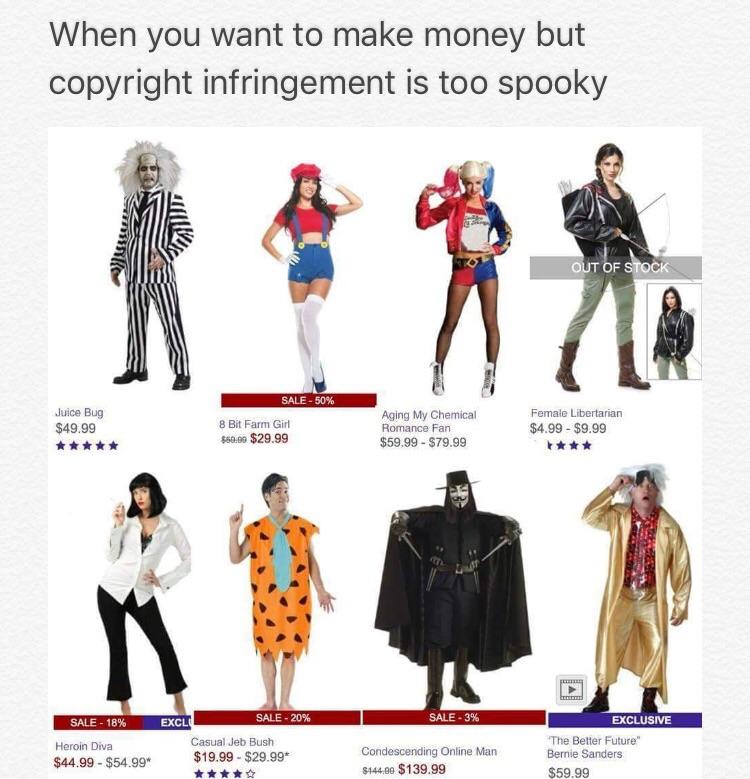 When you want to make money but
copyright infringement is too spooky
OUT OF STOCK
SALE - 50%
Juice Bug
$49.99
8 Bit Farm Girl
$59.99 $29.99
Aging My Chemical
Romance Fan
$59.99 - $79.99
Female Libertarian
$4.99 - $9.99
SALE - 18% EXCLU
SALE - 20%
SALE - 3%
EXCLUSIVE
Heroin Diva
$44.99 - $54.99*
Casual Jeb Bush
$19.99 - $29.99*
Condescending Online Man
$144.99 $139.99
"The Better Future"
Bernie Sanders
$59.99